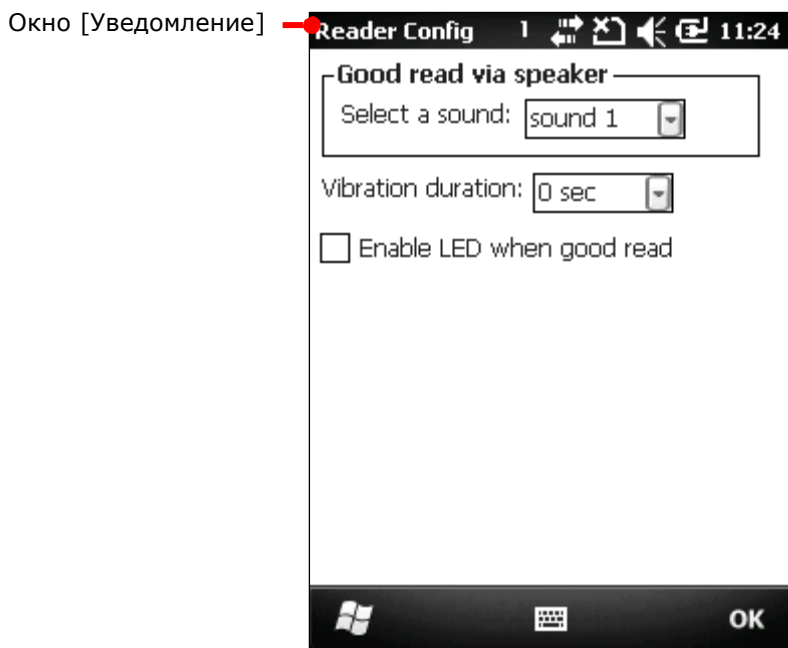 Окно [Уведомление]
Reader Config 1 11:24
Good read via speaker
Select a sound: sound 1
Vibration duration: 0 sec
Enable LED when good read
OK